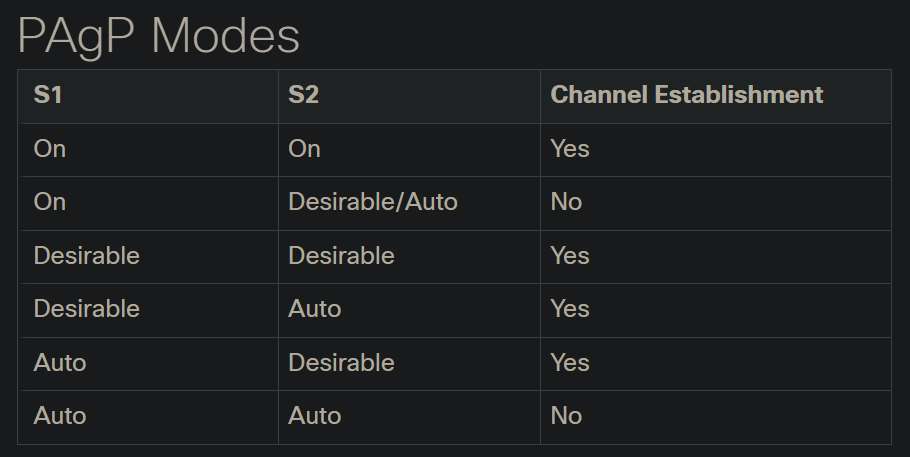 PAgP Modes
S1 S2 Channel Establishment
On On Yes
On Desirable/Auto No
Desirable Desirable Yes
Desirable Auto Yes
Auto Desirable Yes
Auto Auto No